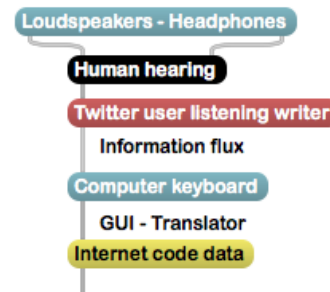 Loudspeakers - Headphones
Human hearing
Twitter user listening writer
Information flux
Computer keyboard
GUI - Translator
Internet code data